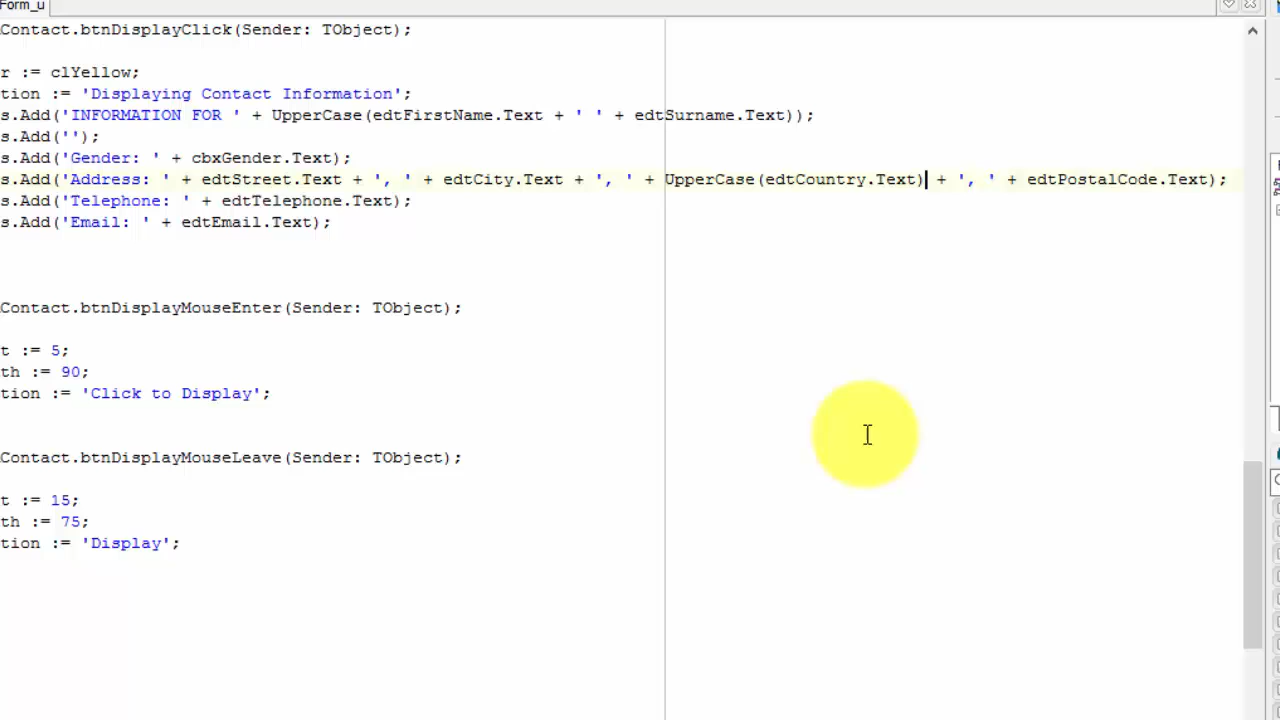 Form_u
Contact.btnDisplayClick(Sender: TObject);
r := clYellow;
tion := 'Displaying Contact Information';
s.Add('INFORMATION FOR ' + UpperCase(edtFirstName.Text + ' ' + edtSurname.Text));
s.Add('');
s.Add('Gender: ' + cbxGender.Text);
s.Add('Address: ' + edtStreet.Text + ', ' + edtCity.Text + ', ' + UpperCase(edtCountry.Text) + ', ' + edtPostalCode.Text);
s.Add('Telephone: ' + edtTelephone.Text);
s.Add('Email: ' + edtEmail.Text);
Contact.btnDisplayMouseEnter(Sender: TObject);
t := 5;
th := 90;
tion := 'Click to Display';
Contact.btnDisplayMouseLeave(Sender: TObject);
t := 15;
th := 75;
tion := 'Display';